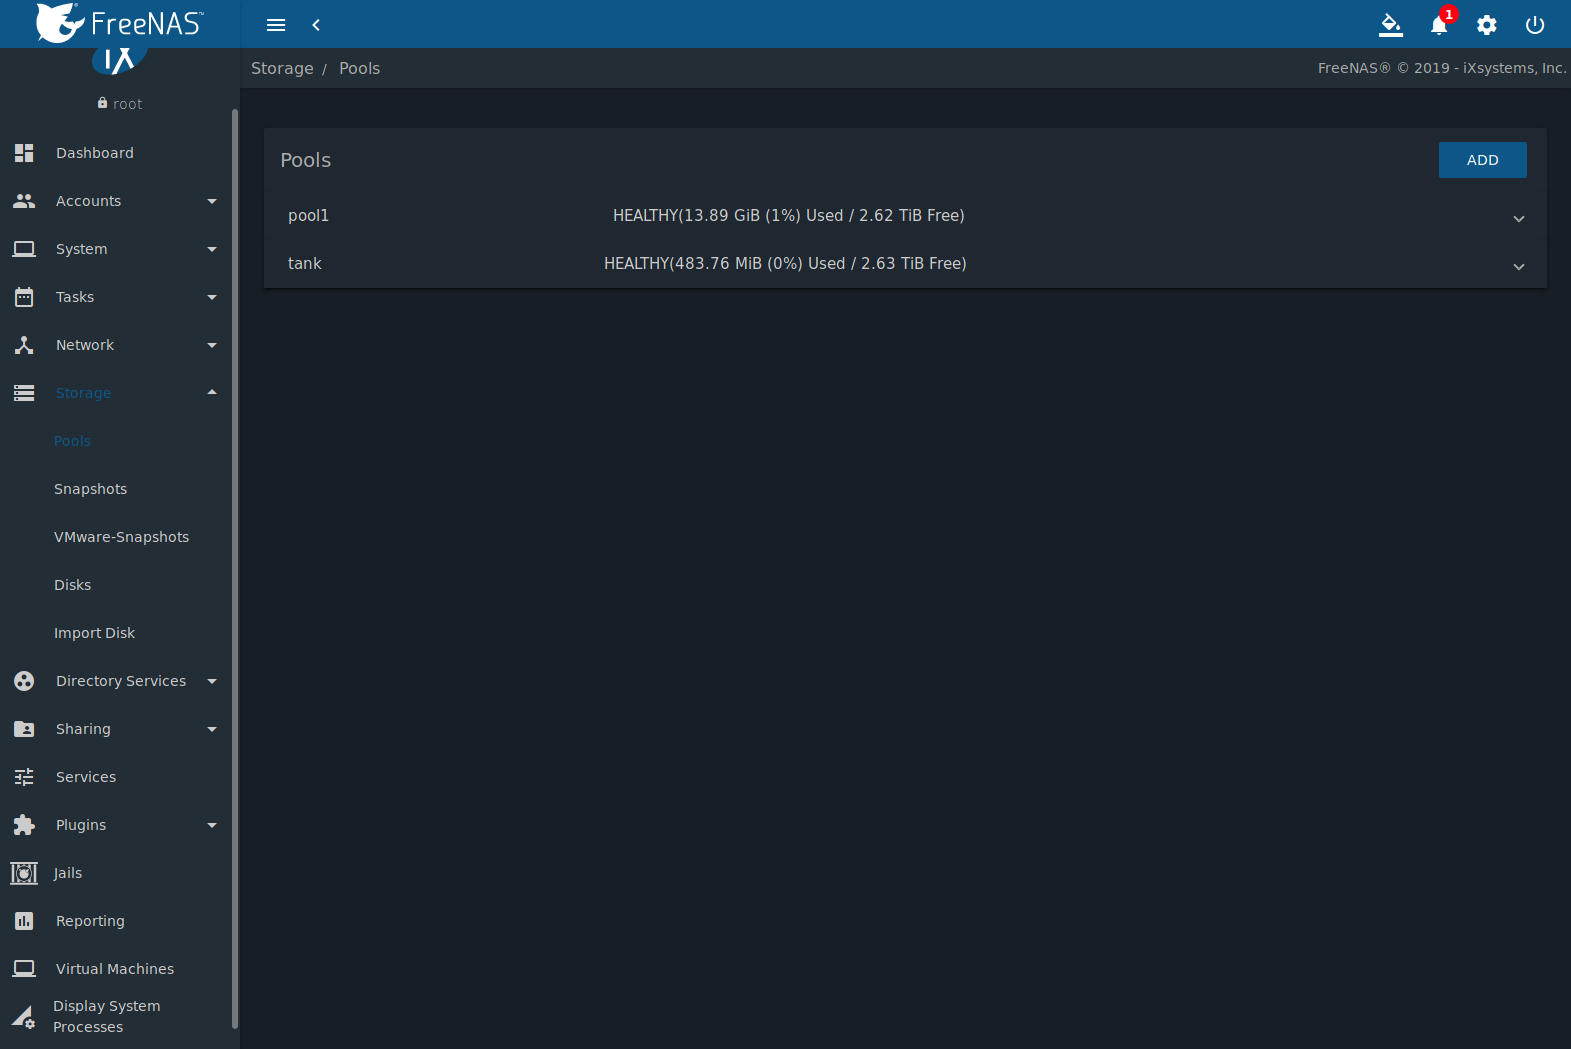 FreeNAS™
1
Storage / Pools
FreeNAS® © 2019 - iXsystems, Inc.
iX
root
Dashboard
Accounts
System
Tasks
Network
Storage
Pools
Snapshots
VMware-Snapshots
Disks
Import Disk
Directory Services
Sharing
Services
Plugins
Jails
Reporting
Virtual Machines
Display System
Processes
Pools
ADD
pool1 HEALTHY(13.89 GiB (1%) Used / 2.62 TiB Free)
tank HEALTHY(483.76 MiB (0%) Used / 2.63 TiB Free)